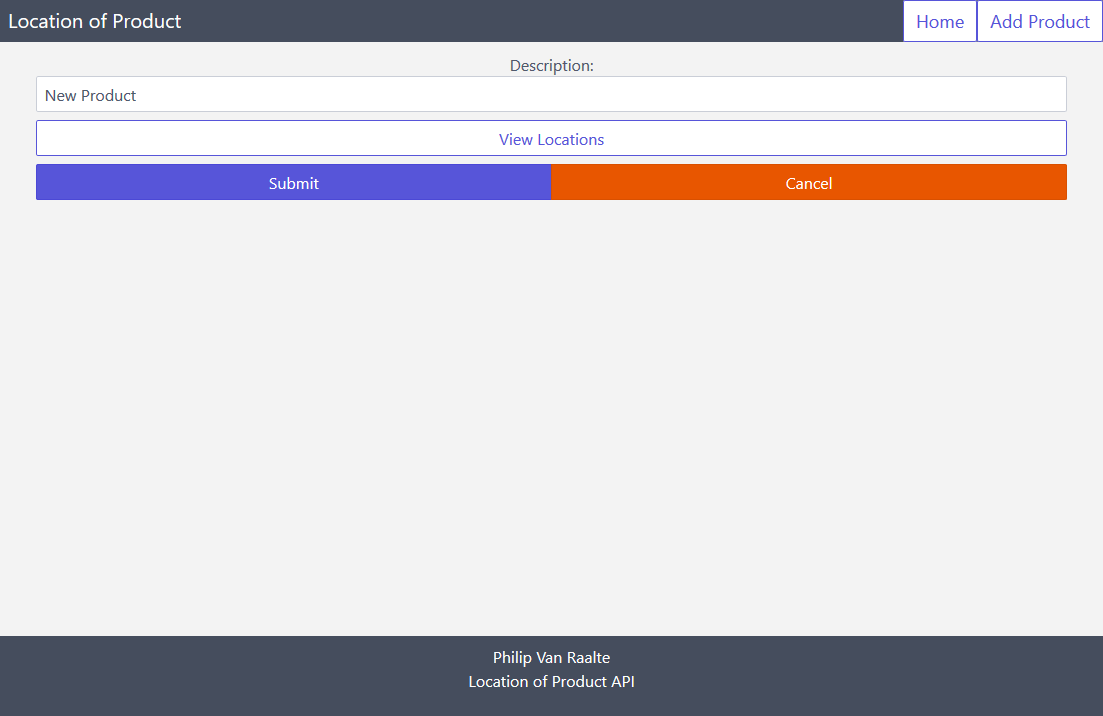 Location of Product
Home
Add Product
Description:
New Product
View Locations
Submit
Cancel
Philip Van Raalte
Location of Product API